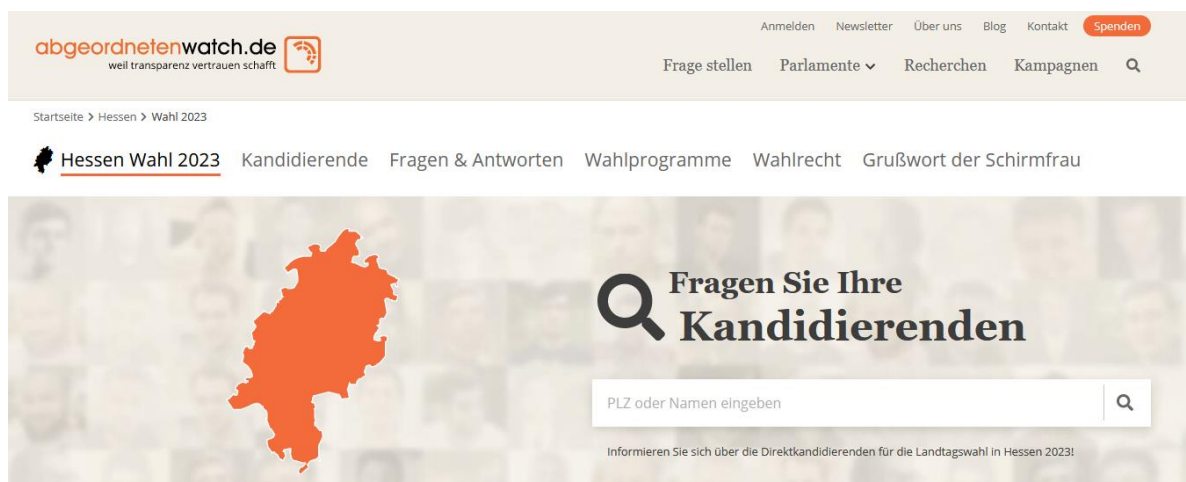 Anmelden Newsletter Über uns Blog Kontakt Spenden
abgeordnetenwatch.de
weil transparenz vertrauen schafft
Frage stellen Parlamente Recherchen Kampagnen
Startseite > Hessen > Wahl 2023
Hessen Wahl 2023 Kandidierende Fragen & Antworten Wahlprogramme Wahlrecht Grußwort der Schirmfrau
Fragen Sie Ihre
Kandidierenden
PLZ oder Namen eingeben
Informieren Sie sich über die Direktkandidierenden für die Landtagswahl in Hessen 2023!